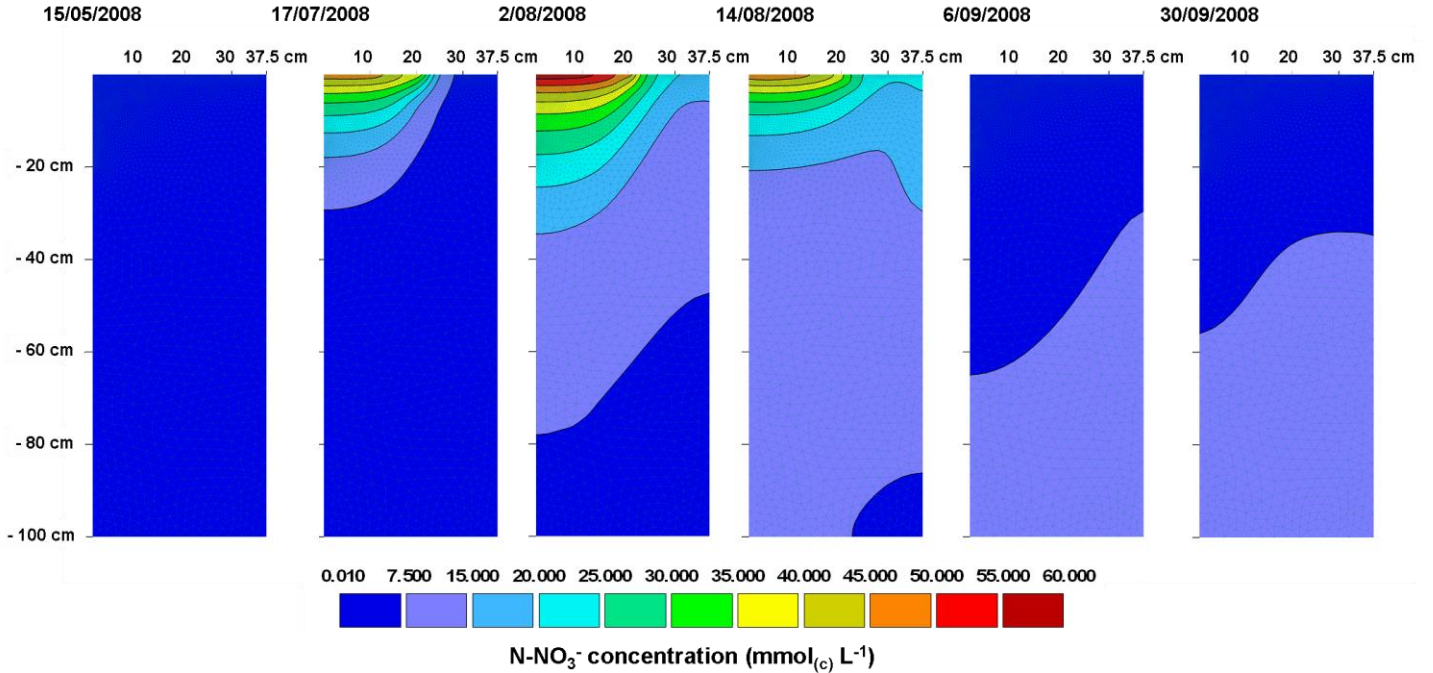 15/05/2008 17/07/2008 2/08/2008 14/08/2008 6/09/2008 30/09/2008
10 20 30 37.5 cm 10 20 30 37.5 cm 10 20 30 37.5 cm 10 20 30 37.5 cm 10 20 30 37.5 cm 10 20 30 37.5 cm
- 20 cm
- 40 cm
- 60 cm
- 80 cm
- 100 cm
0.010 7.500 15.000 20.000 25.000 30.000 35.000 40.000 45.000 50.000 55.000 60.000
N-NO₃⁻ concentration (mmol₍c₎ L⁻¹)